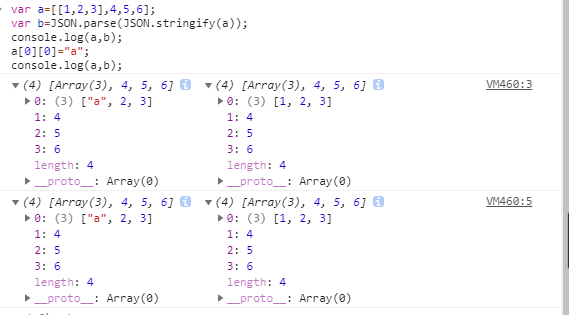 var a=[[1,2,3],4,5,6];
var b=JSON.parse(JSON.stringify(a));
console.log(a,b);
a[0][0]="a";
console.log(a,b);
▼(4) [Array(3), 4, 5, 6] i ▼(4) [Array(3), 4, 5, 6] i VM460:3
▶0: (3) ["a", 2, 3] ▶0: (3) [1, 2, 3]
1: 4 1: 4
2: 5 2: 5
3: 6 3: 6
length: 4 length: 4
▶__proto__: Array(0) ▶__proto__: Array(0)
▼(4) [Array(3), 4, 5, 6] i ▼(4) [Array(3), 4, 5, 6] i VM460:5
▶0: (3) ["a", 2, 3] ▶0: (3) [1, 2, 3]
1: 4 1: 4
2: 5 2: 5
3: 6 3: 6
length: 4 length: 4
▶__proto__: Array(0) ▶__proto__: Array(0)